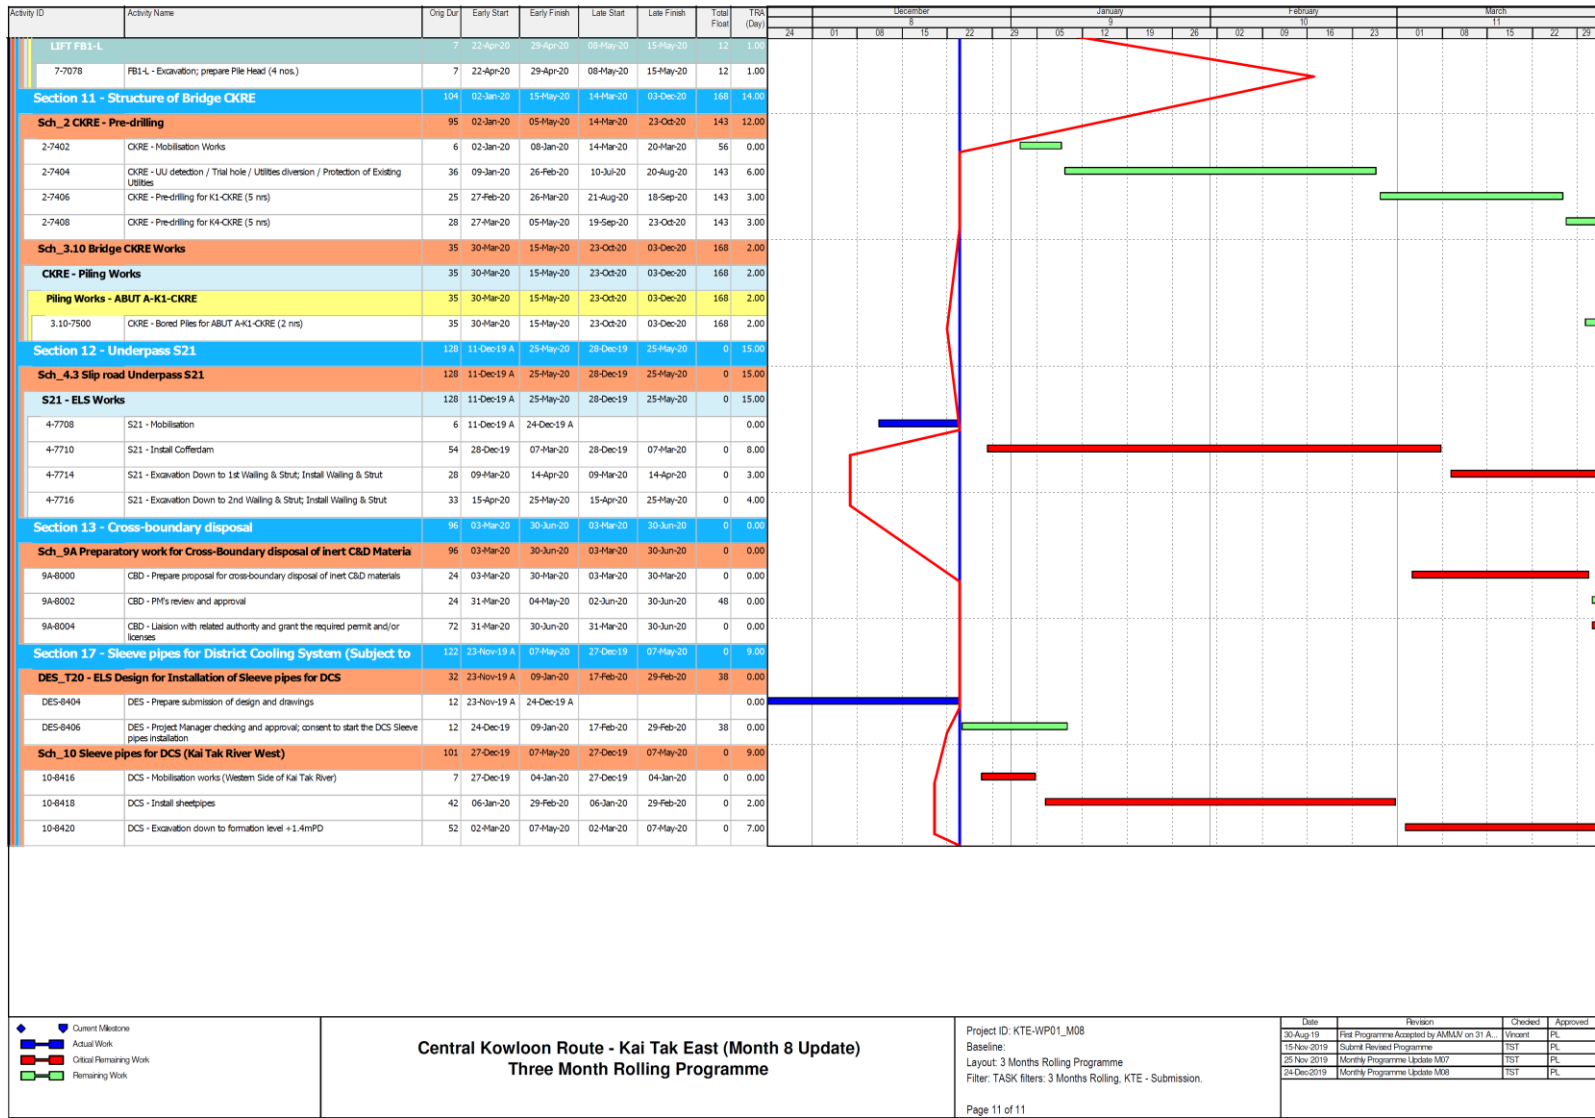 Activity ID Activity Name Orig Dur Early Start Early Finish Late Start Late Finish Total Float TRA (Day) December January February March
8 9 10 11
24 01 08 15 22 29 05 12 19 26 02 09 16 23 01 08 15 22 29
LIFT FB1-L 7 22-Apr-20 29-Apr-20 08-May-20 15-May-20 12 1.00
7-7078 FB1-L - Excavation; prepare Pile Head (4 nos.) 7 22-Apr-20 29-Apr-20 08-May-20 15-May-20 12 1.00
Section 11 - Structure of Bridge CKRE 104 02-Jan-20 15-May-20 14-Mar-20 03-Dec-20 168 14.00
Sch_2 CKRE - Pre-drilling 95 02-Jan-20 05-May-20 14-Mar-20 23-Oct-20 143 12.00
2-7402 CKRE - Mobilisation Works 6 02-Jan-20 08-Jan-20 14-Mar-20 20-Mar-20 56 0.00
2-7404 CKRE - UU detection / Trial hole / Utilities diversion / Protection of Existing 36 09-Jan-20 26-Feb-20 10-Jul-20 20-Aug-20 143 6.00
Utilities
2-7406 CKRE - Pre-drilling for K1-CKRE (5 nrs) 25 27-Feb-20 26-Mar-20 21-Aug-20 18-Sep-20 143 3.00
2-7408 CKRE - Pre-drilling for K4-CKRE (5 nrs) 28 27-Mar-20 05-May-20 19-Sep-20 23-Oct-20 143 3.00
Sch_3.10 Bridge CKRE Works 35 30-Mar-20 15-May-20 23-Oct-20 03-Dec-20 168 2.00
CKRE - Piling Works 35 30-Mar-20 15-May-20 23-Oct-20 03-Dec-20 168 2.00
Piling Works - ABUT A-K1-CKRE 35 30-Mar-20 15-May-20 23-Oct-20 03-Dec-20 168 2.00
3.10-7500 CKRE - Bored Piles for ABUT A-K1-CKRE (2 nrs) 35 30-Mar-20 15-May-20 23-Oct-20 03-Dec-20 168 2.00
Section 12 - Underpass S21 128 11-Dec-19 A 25-May-20 28-Dec-19 25-May-20 0 15.00
Sch_4.3 Slip road Underpass S21 128 11-Dec-19 A 25-May-20 28-Dec-19 25-May-20 0 15.00
S21 - ELS Works 128 11-Dec-19 A 25-May-20 28-Dec-19 25-May-20 0 15.00
4-7708 S21 - Mobilisation 6 11-Dec-19 A 24-Dec-19 A 0.00
4-7710 S21 - Install Cofferdam 54 28-Dec-19 07-Mar-20 28-Dec-19 07-Mar-20 0 8.00
4-7714 S21 - Excavation Down to 1st Wailing & Strut; Install Wailing & Strut 28 09-Mar-20 14-Apr-20 09-Mar-20 14-Apr-20 0 3.00
4-7716 S21 - Excavation Down to 2nd Wailing & Strut; Install Wailing & Strut 33 15-Apr-20 25-May-20 15-Apr-20 25-May-20 0 4.00
Section 13 - Cross-boundary disposal 96 03-Mar-20 30-Jun-20 03-Mar-20 30-Jun-20 0 0.00
Sch_9A Preparatory work for Cross-Boundary disposal of inert C&D Materia 96 03-Mar-20 30-Jun-20 03-Mar-20 30-Jun-20 0 0.00
9A-8000 CBD - Prepare proposal for cross-boundary disposal of inert C&D materials 24 03-Mar-20 30-Mar-20 03-Mar-20 30-Mar-20 0 0.00
9A-8002 CBD - PM's review and approval 24 31-Mar-20 04-May-20 02-Jun-20 30-Jun-20 48 0.00
9A-8004 CBD - Liaision with related authority and grant the required permit and/or 72 31-Mar-20 30-Jun-20 31-Mar-20 30-Jun-20 0 0.00
licenses
Section 17 - Sleeve pipes for District Cooling System (Subject to 122 23-Nov-19 A 07-May-20 27-Dec-19 07-May-20 0 9.00
DES_T20 - ELS Design for Installation of Sleeve pipes for DCS 32 23-Nov-19 A 09-Jan-20 17-Feb-20 29-Feb-20 38 0.00
DES-8404 DES - Prepare submission of design and drawings 12 23-Nov-19 A 24-Dec-19 A 0.00
DES-8406 DES - Project Manager checking and approval; consent to start the DCS Sleeve 12 24-Dec-19 09-Jan-20 17-Feb-20 29-Feb-20 38 0.00
pipes installation
Sch_10 Sleeve pipes for DCS (Kai Tak River West) 101 27-Dec-19 07-May-20 27-Dec-19 07-May-20 0 9.00
10-8416 DCS - Mobilisation works (Western Side of Kai Tak River) 7 27-Dec-19 04-Jan-20 27-Dec-19 04-Jan-20 0 0.00
10-8418 DCS - Install sheetpipes 42 06-Jan-20 29-Feb-20 06-Jan-20 29-Feb-20 0 2.00
10-8420 DCS - Excavation down to formation level +1.4mPD 52 02-Mar-20 07-May-20 02-Mar-20 07-May-20 0 7.00
Current Milestone
Actual Work
Critical Remaining Work
Remaining Work
Central Kowloon Route - Kai Tak East (Month 8 Update)
Three Month Rolling Programme
Project ID: KTE-WP01_M08
Baseline:
Layout: 3 Months Rolling Programme
Filter: TASK filters: 3 Months Rolling, KTE - Submission.
Page 11 of 11
Date Revision Checked Approved
30-Aug-19 First Programme Accepted by AMMJV on 31 A... Vincent PL
15-Nov-2019 Submit Revised Programme TST PL
25 Nov 2019 Monthly Programme Update M07 TST PL
24-Dec-2019 Monthly Programme Update M08 TST PL